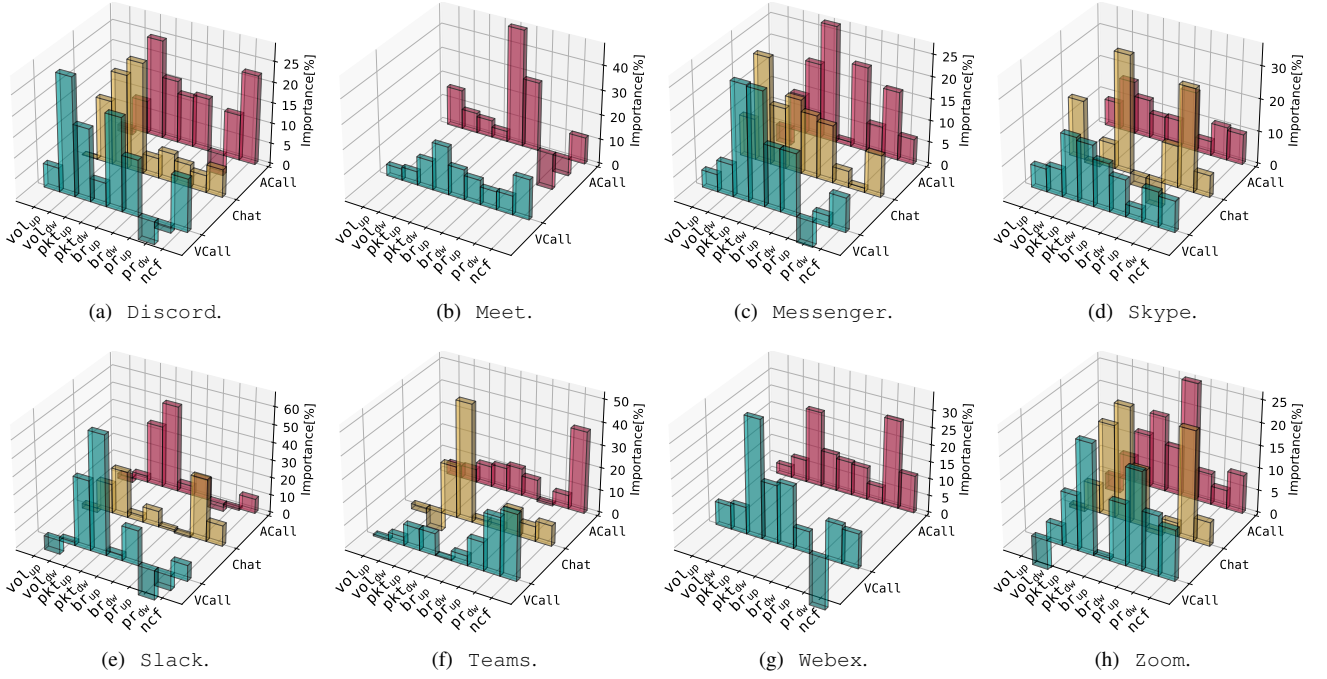 25
20
15
10
5
0
Importance[%]
ACall
Chat
VCall
vol_up
vol_dw
pkt_up
pkt_dw
br_up
br_dw
pr_up
pr_dw
ncf
(a) Discord.
40
30
20
10
0
Importance[%]
ACall
VCall
vol_up
vol_dw
pkt_up
pkt_dw
br_up
br_dw
pr_up
pr_dw
ncf
(b) Meet.
25
20
15
10
5
0
Importance[%]
ACall
Chat
VCall
vol_up
vol_dw
pkt_up
pkt_dw
br_up
br_dw
pr_up
pr_dw
ncf
(c) Messenger.
30
20
10
0
Importance[%]
ACall
Chat
VCall
vol_up
vol_dw
pkt_up
pkt_dw
br_up
br_dw
pr_up
pr_dw
ncf
(d) Skype.
60
50
40
30
20
10
0
Importance[%]
ACall
Chat
VCall
vol_up
vol_dw
pkt_up
pkt_dw
br_up
br_dw
pr_up
pr_dw
ncf
(e) Slack.
50
40
30
20
10
0
Importance[%]
ACall
Chat
VCall
vol_up
vol_dw
pkt_up
pkt_dw
br_up
br_dw
pr_up
pr_dw
ncf
(f) Teams.
30
25
20
15
10
5
0
Importance[%]
ACall
VCall
vol_up
vol_dw
pkt_up
pkt_dw
br_up
br_dw
pr_up
pr_dw
ncf
(g) Webex.
25
20
15
10
5
0
Importance[%]
ACall
Chat
VCall
vol_up
vol_dw
pkt_up
pkt_dw
br_up
br_dw
pr_up
pr_dw
ncf
(h) Zoom.